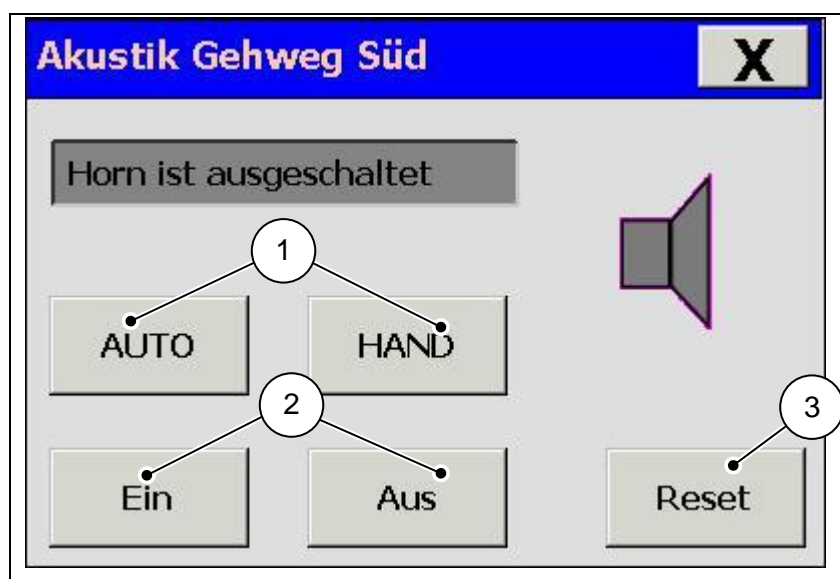 Akustik Gehweg Süd X
Horn ist ausgeschaltet
1
AUTO HAND
2 3
Ein Aus Reset